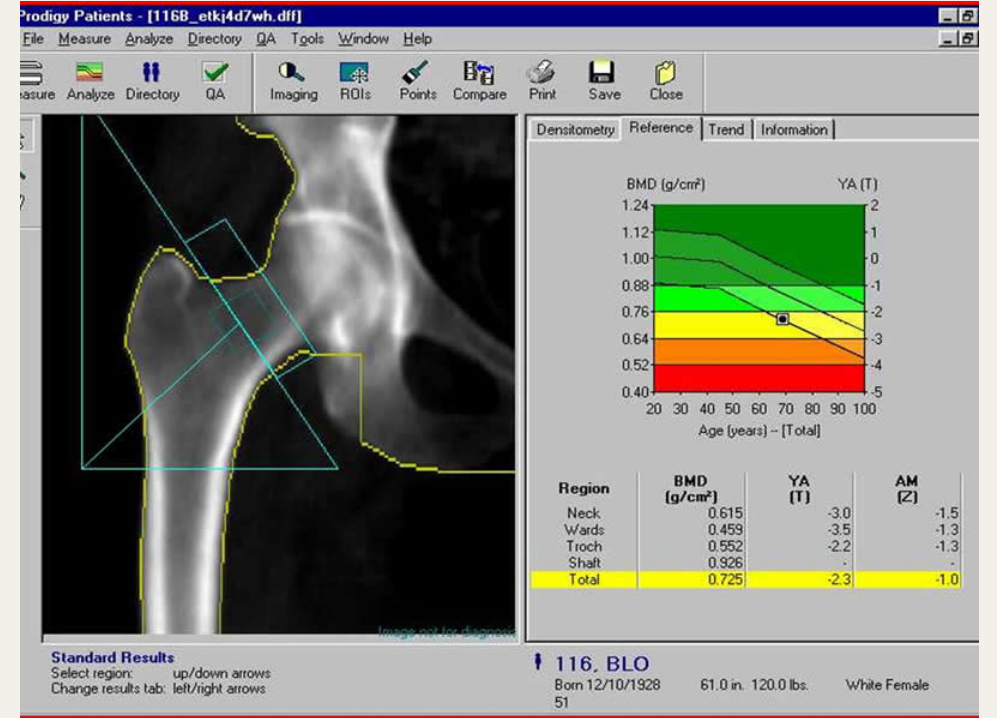 Prodigy Patients - [116B_etkj4d7wh.dff]
File Measure Analyze Directory QA Tools Window Help
easure Analyze Directory QA Imaging ROIs Points Compare Print Save Close
Densitometry Reference Trend Information
BMD (g/cm²) YA (T)
1.24 2
1.12 1
1.00 0
0.88 -1
0.76 -2
0.64 -3
0.52 -4
0.40 -5
20 30 40 50 60 70 80 90 100
Age (years) -- [Total]
Region BMD (g/cm²) YA (T) AM (Z)
Neck 0.615 -3.0 -1.5
Wards 0.459 -3.5 -1.3
Troch 0.552 -2.2 -1.3
Shaft 0.926 - -
Total 0.725 -2.3 -1.0
Image not for diagnosis
Standard Results
Select region: up/down arrows
Change results tab: left/right arrows
116, BLO
Born 12/10/1928 61.0 in. 120.0 lbs. White Female
51